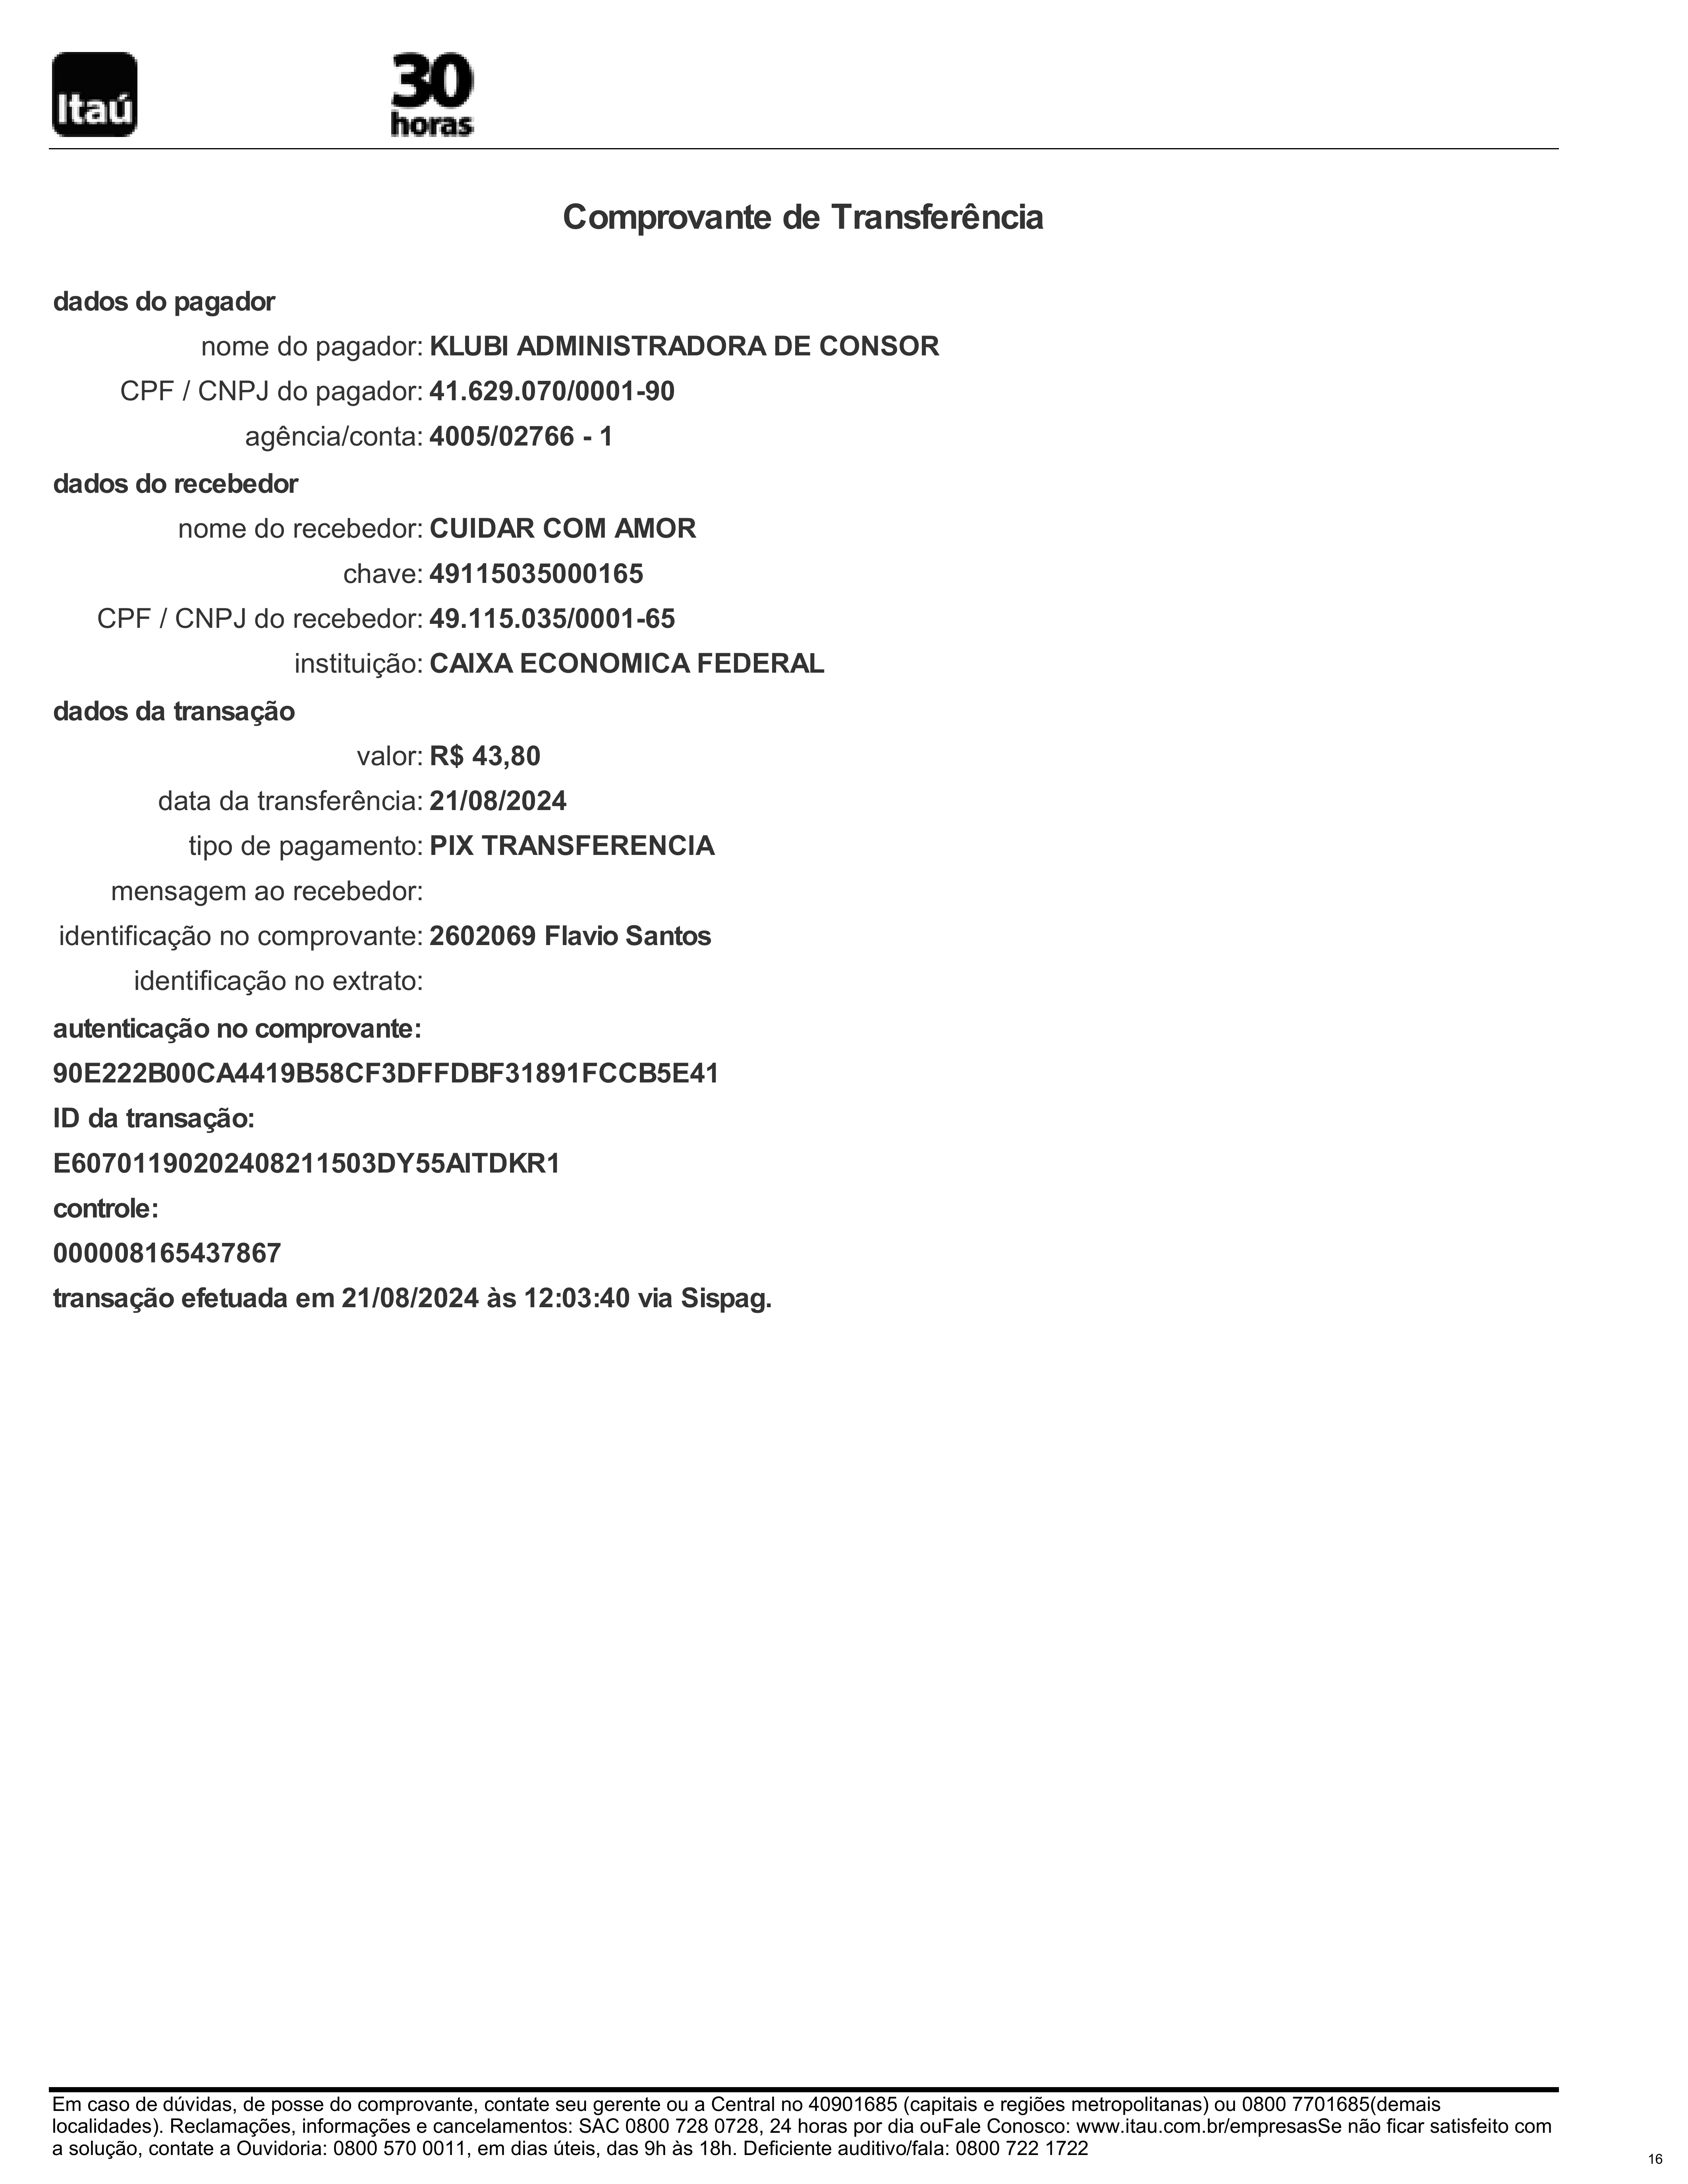 Itaú
30
horas
Comprovante de Transferência
dados do pagador
nome do pagador: KLUBI ADMINISTRADORA DE CONSOR
CPF / CNPJ do pagador: 41.629.070/0001-90
agência/conta: 4005/02766 - 1
dados do recebedor
nome do recebedor: CUIDAR COM AMOR
chave: 49115035000165
CPF / CNPJ do recebedor: 49.115.035/0001-65
instituição: CAIXA ECONOMICA FEDERAL
dados da transação
valor: R$ 43,80
data da transferência: 21/08/2024
tipo de pagamento: PIX TRANSFERENCIA
mensagem ao recebedor:
identificação no comprovante: 2602069 Flavio Santos
identificação no extrato:
autenticação no comprovante:
90E222B00CA4419B58CF3DFFDBF31891FCCB5E41
ID da transação:
E60701190202408211503DY55AITDKR1
controle:
000008165437867
transação efetuada em 21/08/2024 às 12:03:40 via Sispag.
Em caso de dúvidas, de posse do comprovante, contate seu gerente ou a Central no 40901685 (capitais e regiões metropolitanas) ou 0800 7701685(demais
localidades). Reclamações, informações e cancelamentos: SAC 0800 728 0728, 24 horas por dia ouFale Conosco: www.itau.com.br/empresasSe não ficar satisfeito com
a solução, contate a Ouvidoria: 0800 570 0011, em dias úteis, das 9h às 18h. Deficiente auditivo/fala: 0800 722 1722
16